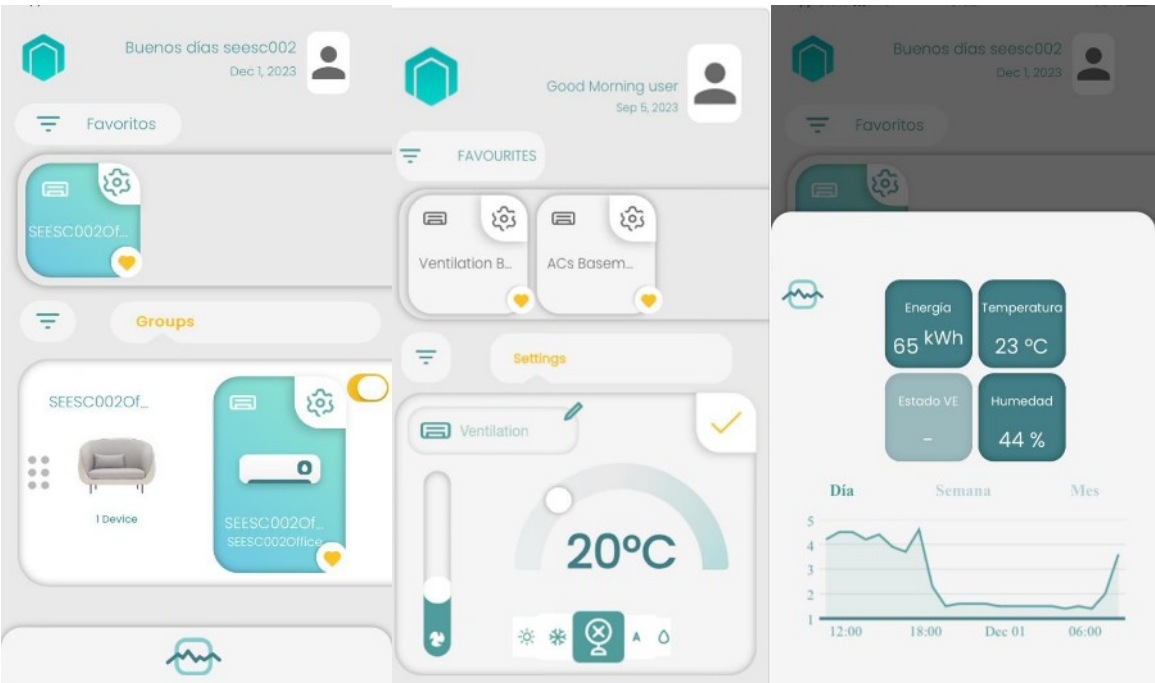 Buenos días seesc002
Dec 1, 2023
Favoritos
SEESC002Of...
Groups
SEESC002Of...
1 Device
SEESC002Of...
SEESC002Office
Good Morning user
Sep 5, 2023
FAVOURITES
Ventilation B...
ACs Basem...
Settings
Ventilation
20°C
A
Buenos días seesc002
Dec 1, 2023
Favoritos
Energía
65 kWh
Temperatura
23 °C
Estado VE
-
Humedad
44 %
Día Semana Mes
5
4
3
2
1
12:00 18:00 Dec 01 06:00